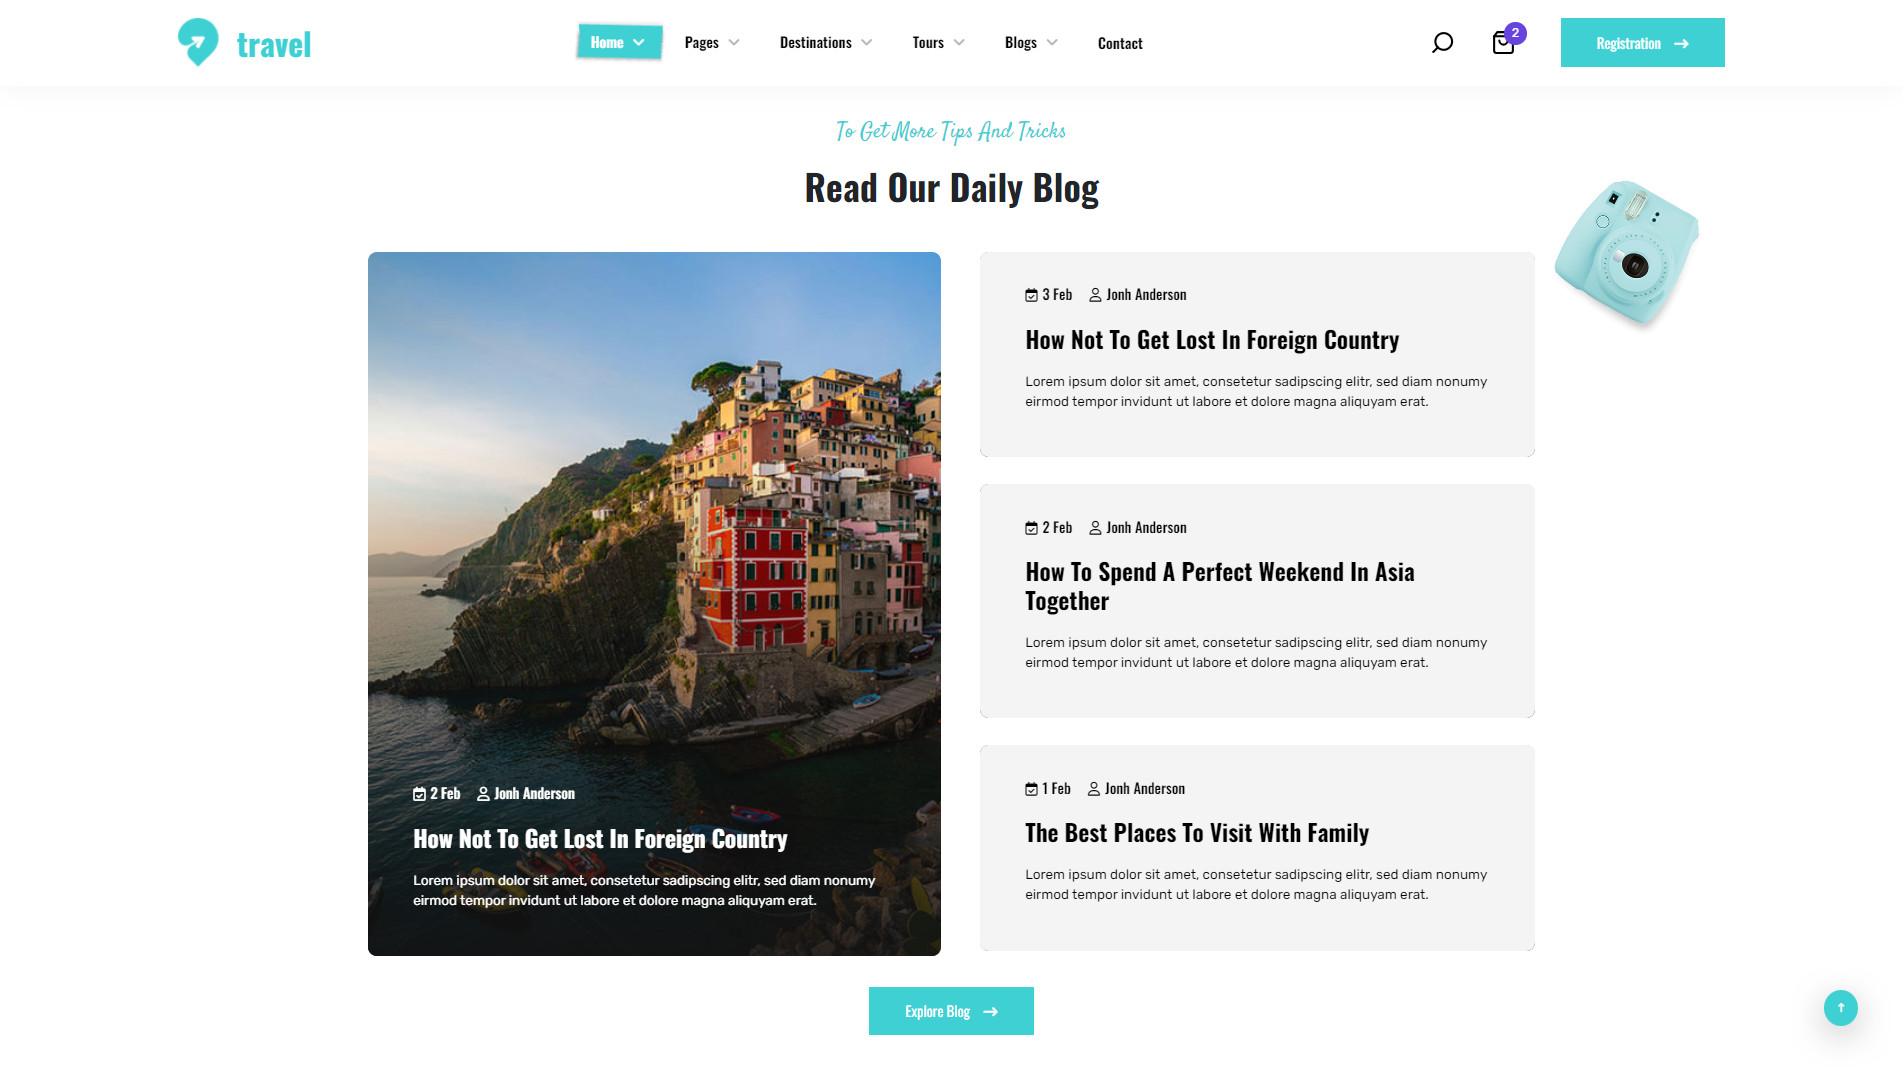 travel
Home
Pages
Destinations
Tours
Blogs
Contact
2
Registration
To Get More Tips And Tricks
Read Our Daily Blog
2 Feb Jonh Anderson
How Not To Get Lost In Foreign Country
Lorem ipsum dolor sit amet, consetetur sadipscing elitr, sed diam nonumy
eirmod tempor invidunt ut labore et dolore magna aliquyam erat.
3 Feb Jonh Anderson
How Not To Get Lost In Foreign Country
Lorem ipsum dolor sit amet, consetetur sadipscing elitr, sed diam nonumy
eirmod tempor invidunt ut labore et dolore magna aliquyam erat.
2 Feb Jonh Anderson
How To Spend A Perfect Weekend In Asia
Together
Lorem ipsum dolor sit amet, consetetur sadipscing elitr, sed diam nonumy
eirmod tempor invidunt ut labore et dolore magna aliquyam erat.
1 Feb Jonh Anderson
The Best Places To Visit With Family
Lorem ipsum dolor sit amet, consetetur sadipscing elitr, sed diam nonumy
eirmod tempor invidunt ut labore et dolore magna aliquyam erat.
Explore Blog